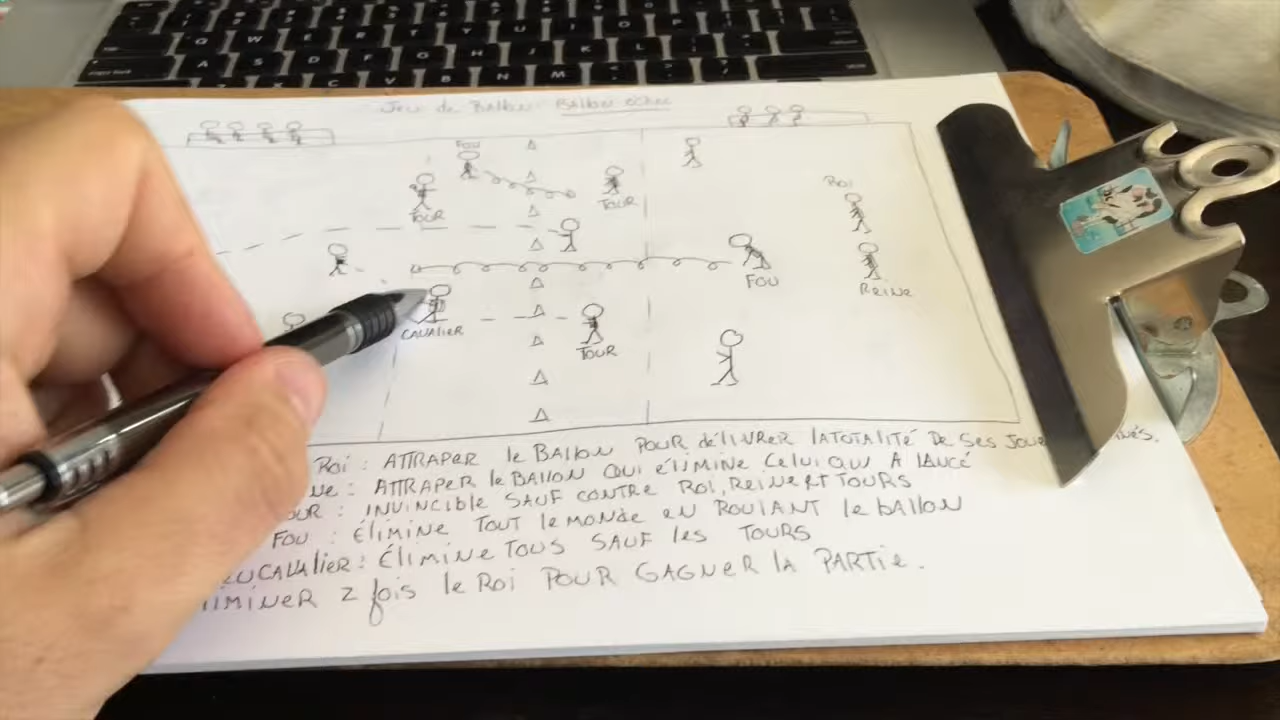 Jeu de Ballon: Ballon échec
FOU
TOUR
TOUR
ROI
FOU
REINE
CAVALIER
TOUR
ROI : ATTRAPER le BALLON POUR déLIVRER LATOTALITÉ De Ses
NE : ATTRAPER le BALLON QUI éLIMINE Celui QUI A LANCÉ
OUR : INVINCIBLE SAUF CONTRE ROI, REINE ET TOURS
FOU : ÉLIMINE TOUT le MONDE EN ROULANT le bALLON
CAVAlIER : ÉLIMINE TOUS SAUF les TOURS
IMINER 2 fois le ROI POUR GAGNER lA PARTIE.
Q W E R T Y U I O P
A S D F G H J K L
C V B N M